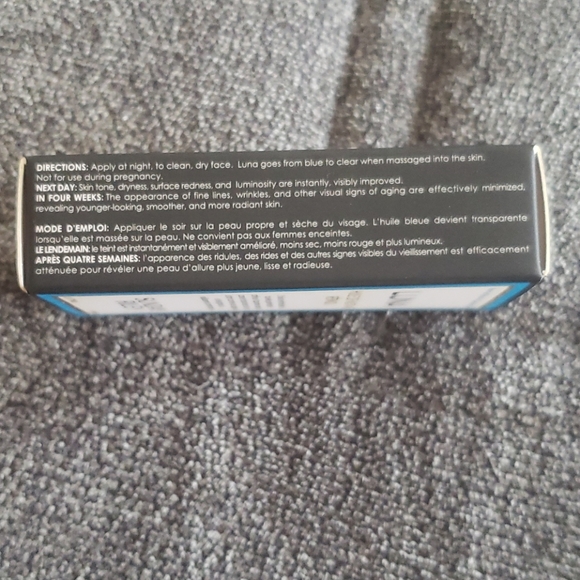 DIRECTIONS: Apply at night, to clean, dry face. Luna goes from blue to clear when massaged into the skin.
Not for use during pregnancy.
NEXT DAY: Skin tone, dryness, surface redness, and luminosity are instantly, visibly improved.
IN FOUR WEEKS: The appearance of fine lines, wrinkles, and other visual signs of aging are effectively minimized,
revealing younger-looking, smoother, and more radiant skin.
MODE D'EMPLOI: Appliquer le soir sur la peau propre et sèche du visage. L'huile bleue devient transparente
lorsqu'elle est massée sur la peau. Ne convient pas aux femmes enceintes.
LE LENDEMAIN: le teint est instantanément et visiblement amélioré, moins sec, moins rouge et plus lumineux.
APRÈS QUATRE SEMAINES: l'apparence des ridules, des rides et des autres signes visibles du vieillissement est efficacement
atténuée pour révéler une peau d'allure plus jeune, lisse et radieuse.